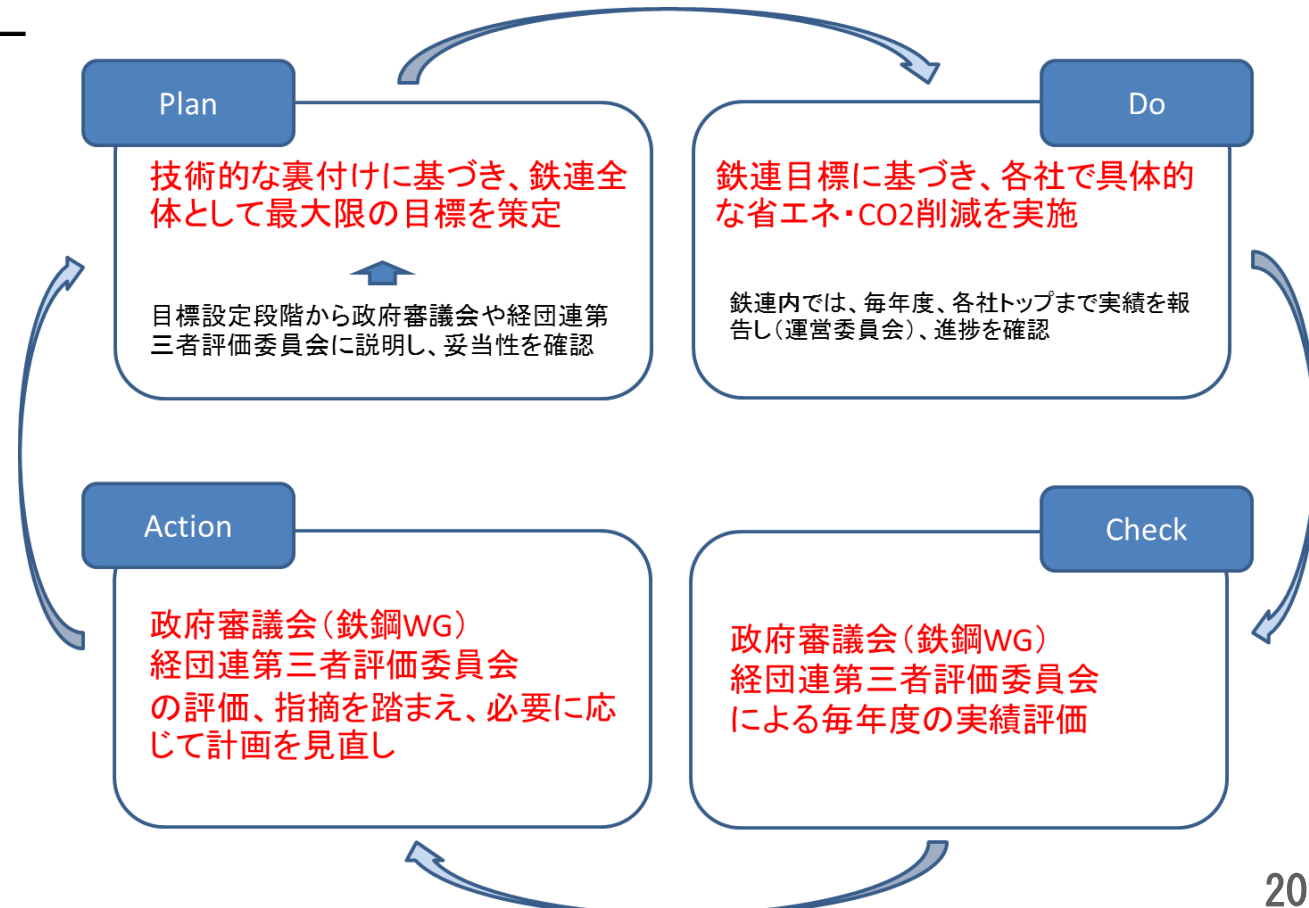 Plan
技術的な裏付けに基づき、鉄連全
体として最大限の目標を策定
目標設定段階から政府審議会や経団連第
三者評価委員会に説明し、妥当性を確認
Do
鉄連目標に基づき、各社で具体的
な省エネ・CO2削減を実施
鉄連内では、毎年度、各社トップまで実績を報
告し(運営委員会)、進捗を確認
Action
政府審議会(鉄鋼WG)
経団連第三者評価委員会
の評価、指摘を踏まえ、必要に応
じて計画を見直し
Check
政府審議会(鉄鋼WG)
経団連第三者評価委員会
による毎年度の実績評価
20